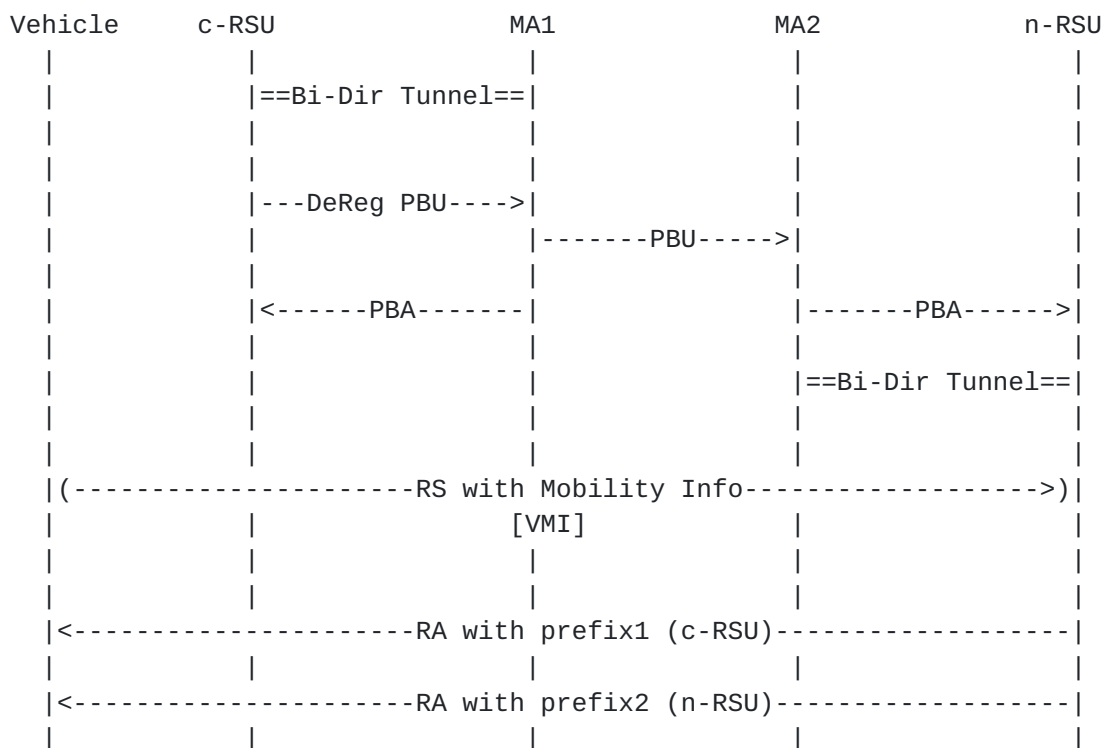 Vehicle c-RSU MA1 MA2 n-RSU
|==Bi-Dir Tunnel==|
|---DeReg PBU---->|
|-------PBU----->|
|<------PBA-------| |-------PBA------>|
|==Bi-Dir Tunnel==|
|(-----------------------RS with Mobility Info------------------->)|
[VMI]
|<-----------------------RA with prefix1 (c-RSU)-------------------|
|<-----------------------RA with prefix2 (n-RSU)-------------------|